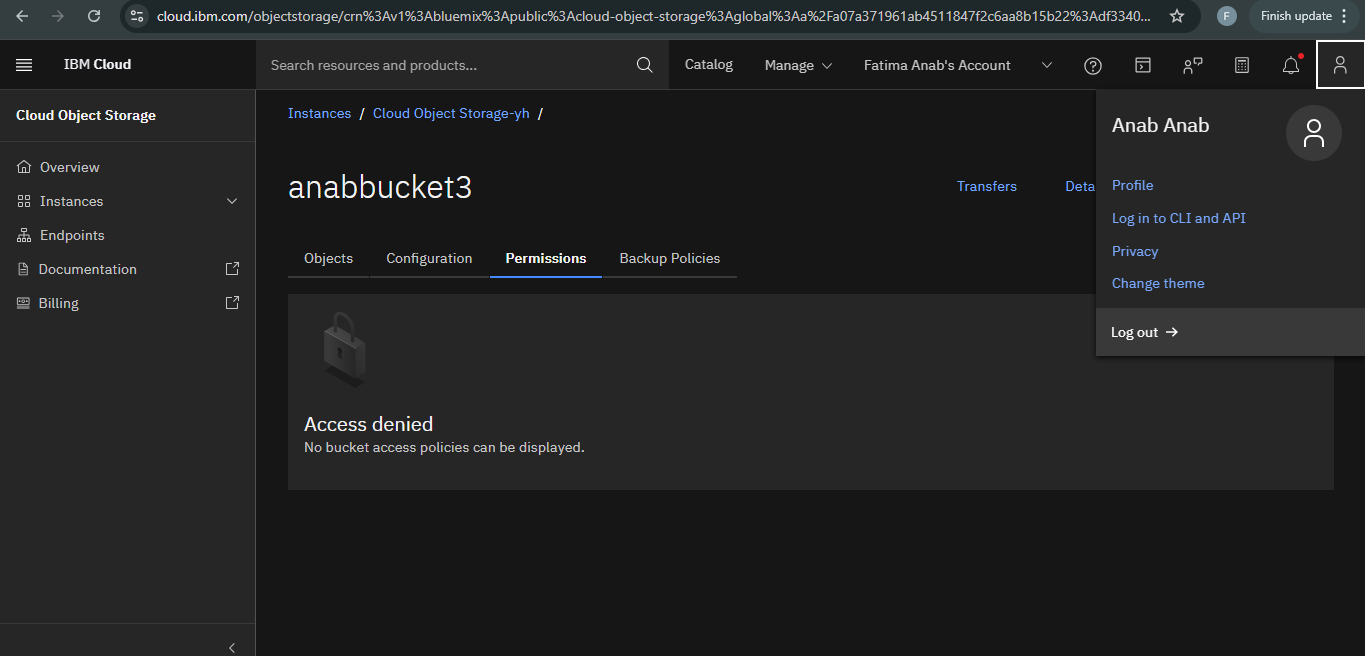 cloud.ibm.com/objectstorage/crn%3Av1%3Abluemix%3Apublic%3Acloud-object-storage%3Aglobal%3Aa%2Fa07a371961ab4511847f2c6aa8b15b22%3Adf3340...
F
Finish update
IBM Cloud
Search resources and products...
Catalog
Manage
Fatima Anab's Account
Cloud Object Storage
Overview
Instances
Endpoints
Documentation
Billing
Instances / Cloud Object Storage-yh /
anabbucket3
Transfers
Deta
Objects
Configuration
Permissions
Backup Policies
Access denied
No bucket access policies can be displayed.
Anab Anab
Profile
Log in to CLI and API
Privacy
Change theme
Log out →